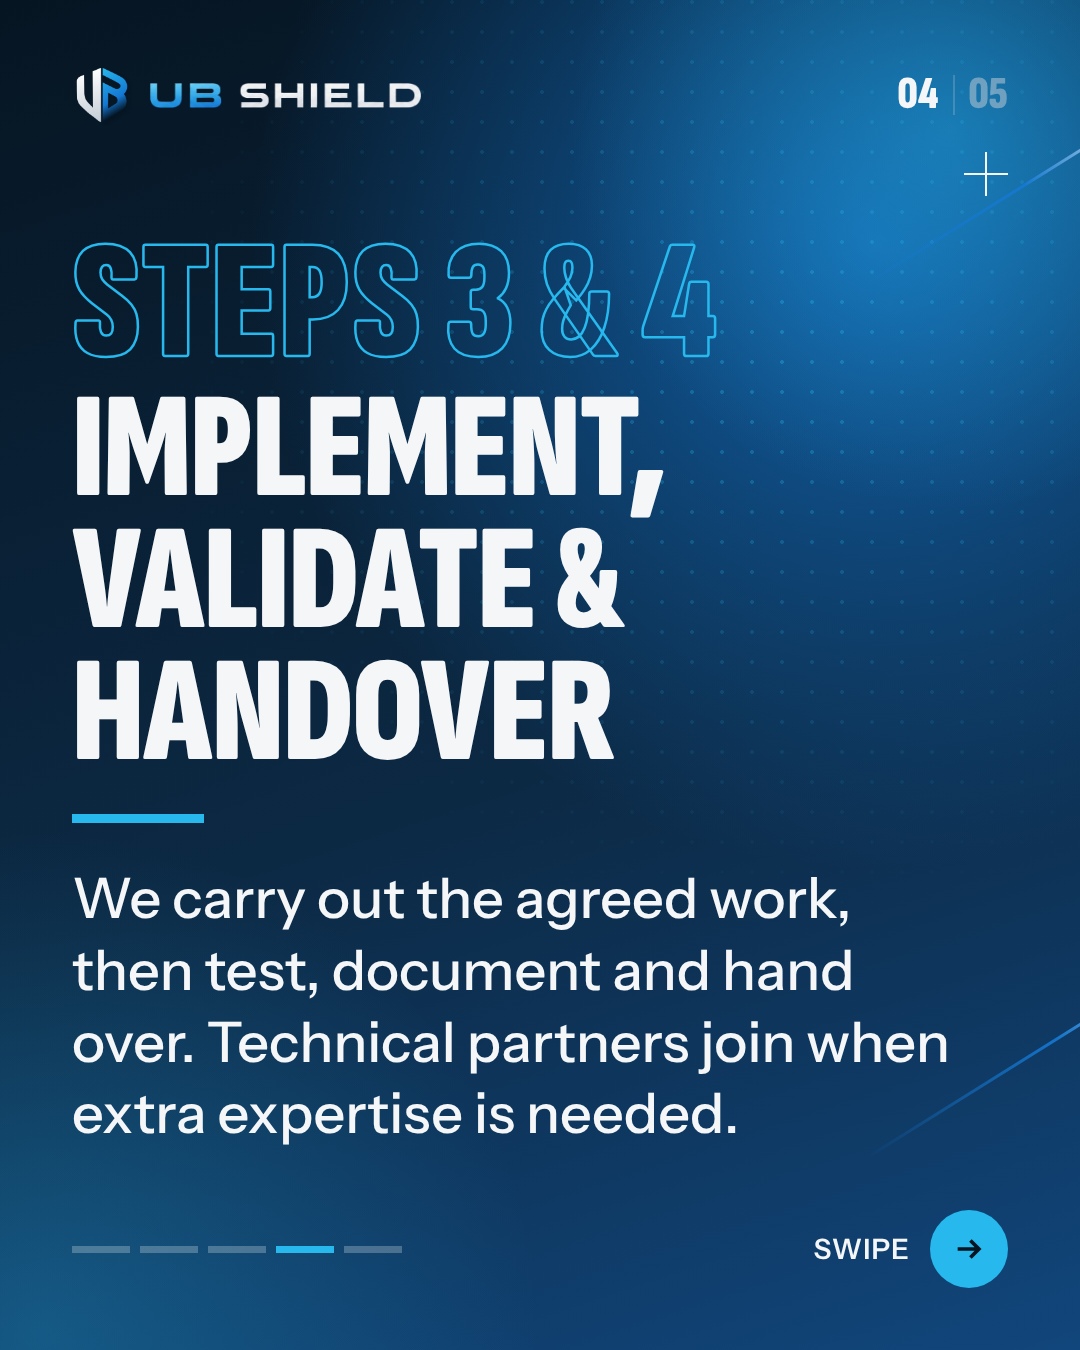 UB SHIELD
04 | 05
STEPS 3 & 4
IMPLEMENT,
VALIDATE &
HANDOVER
We carry out the agreed work,
then test, document and hand
over. Technical partners join when
extra expertise is needed.
SWIPE